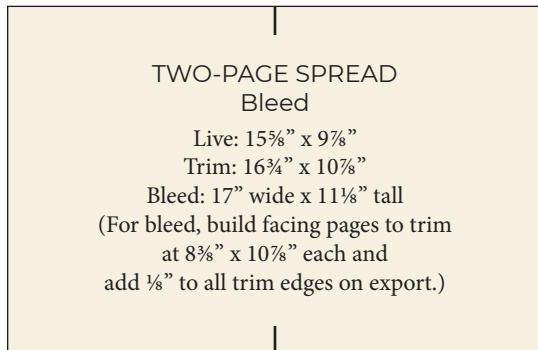 TWO-PAGE SPREAD
Bleed
Live: 15⅝” x 9⅞”
Trim: 16¾” x 10⅞”
Bleed: 17” wide x 11⅛” tall
(For bleed, build facing pages to trim
at 8⅜” x 10⅞” each and
add ⅛” to all trim edges on export.)